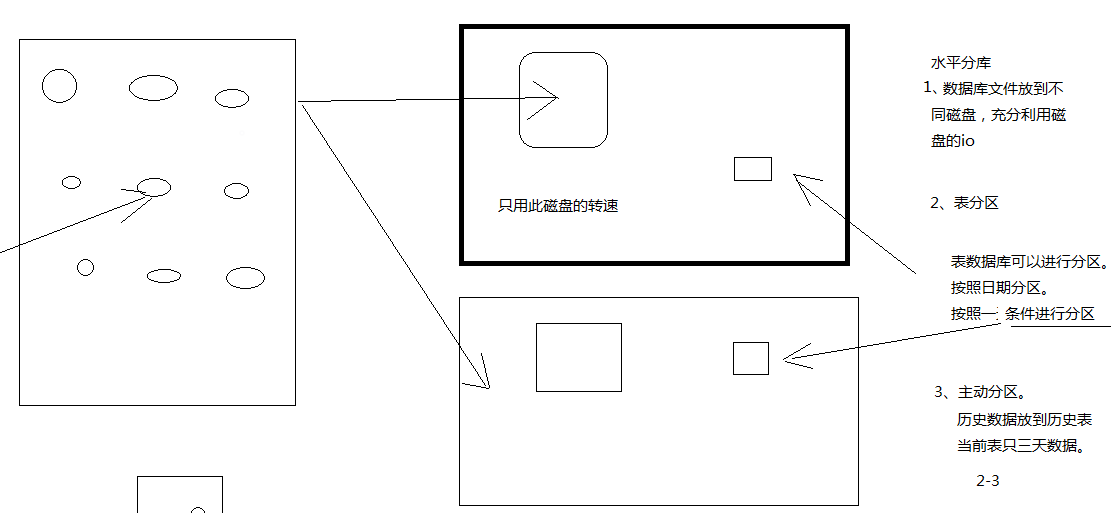 只用此磁盘的转速
水平分库
1、数据库文件放到不
同磁盘，充分利用磁
盘的io
2、表分区
表数据库可以进行分区。
按照日期分区。
按照一 条件进行分区
3、主动分区。
历史数据放到历史表
当前表只三天数据。
2-3